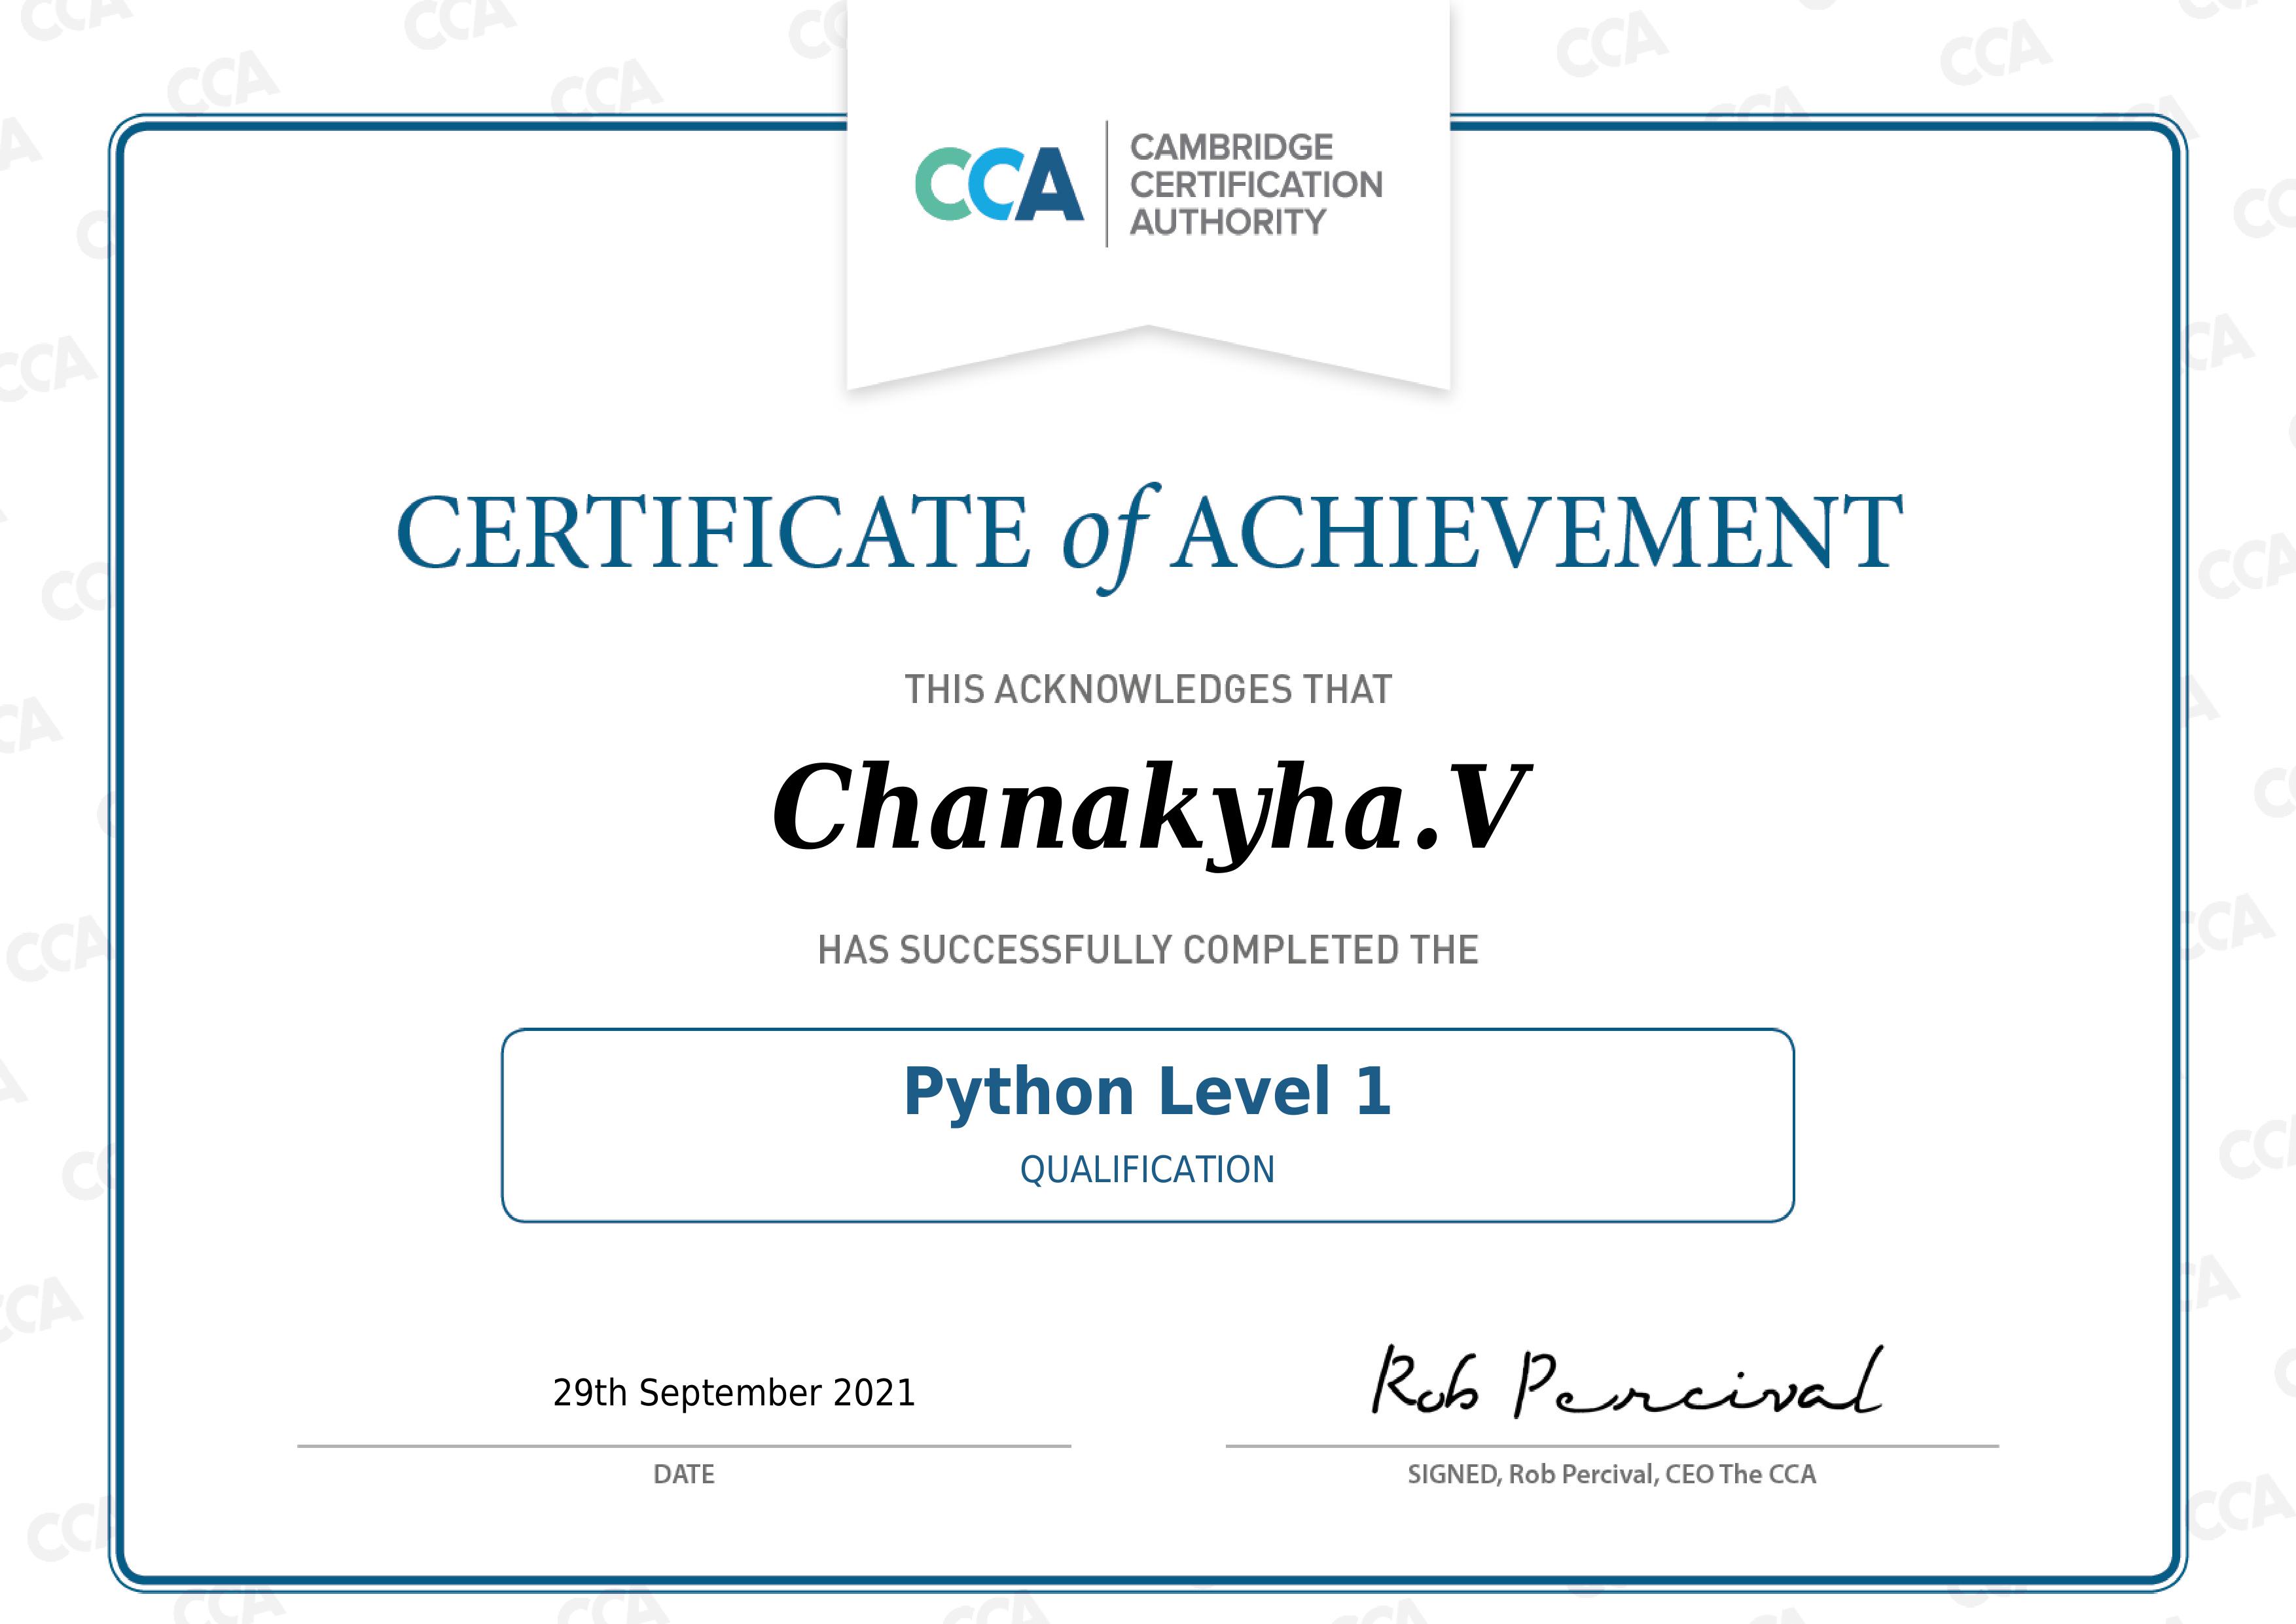 CCA
CAMBRIDGE
CERTIFICATION
AUTHORITY
CERTIFICATE of ACHIEVEMENT
THIS ACKNOWLEDGES THAT
Chanakyha.V
HAS SUCCESSFULLY COMPLETED THE
Python Level 1
QUALIFICATION
29th September 2021
Rob Percival
DATE
SIGNED, Rob Percival, CEO The CCA